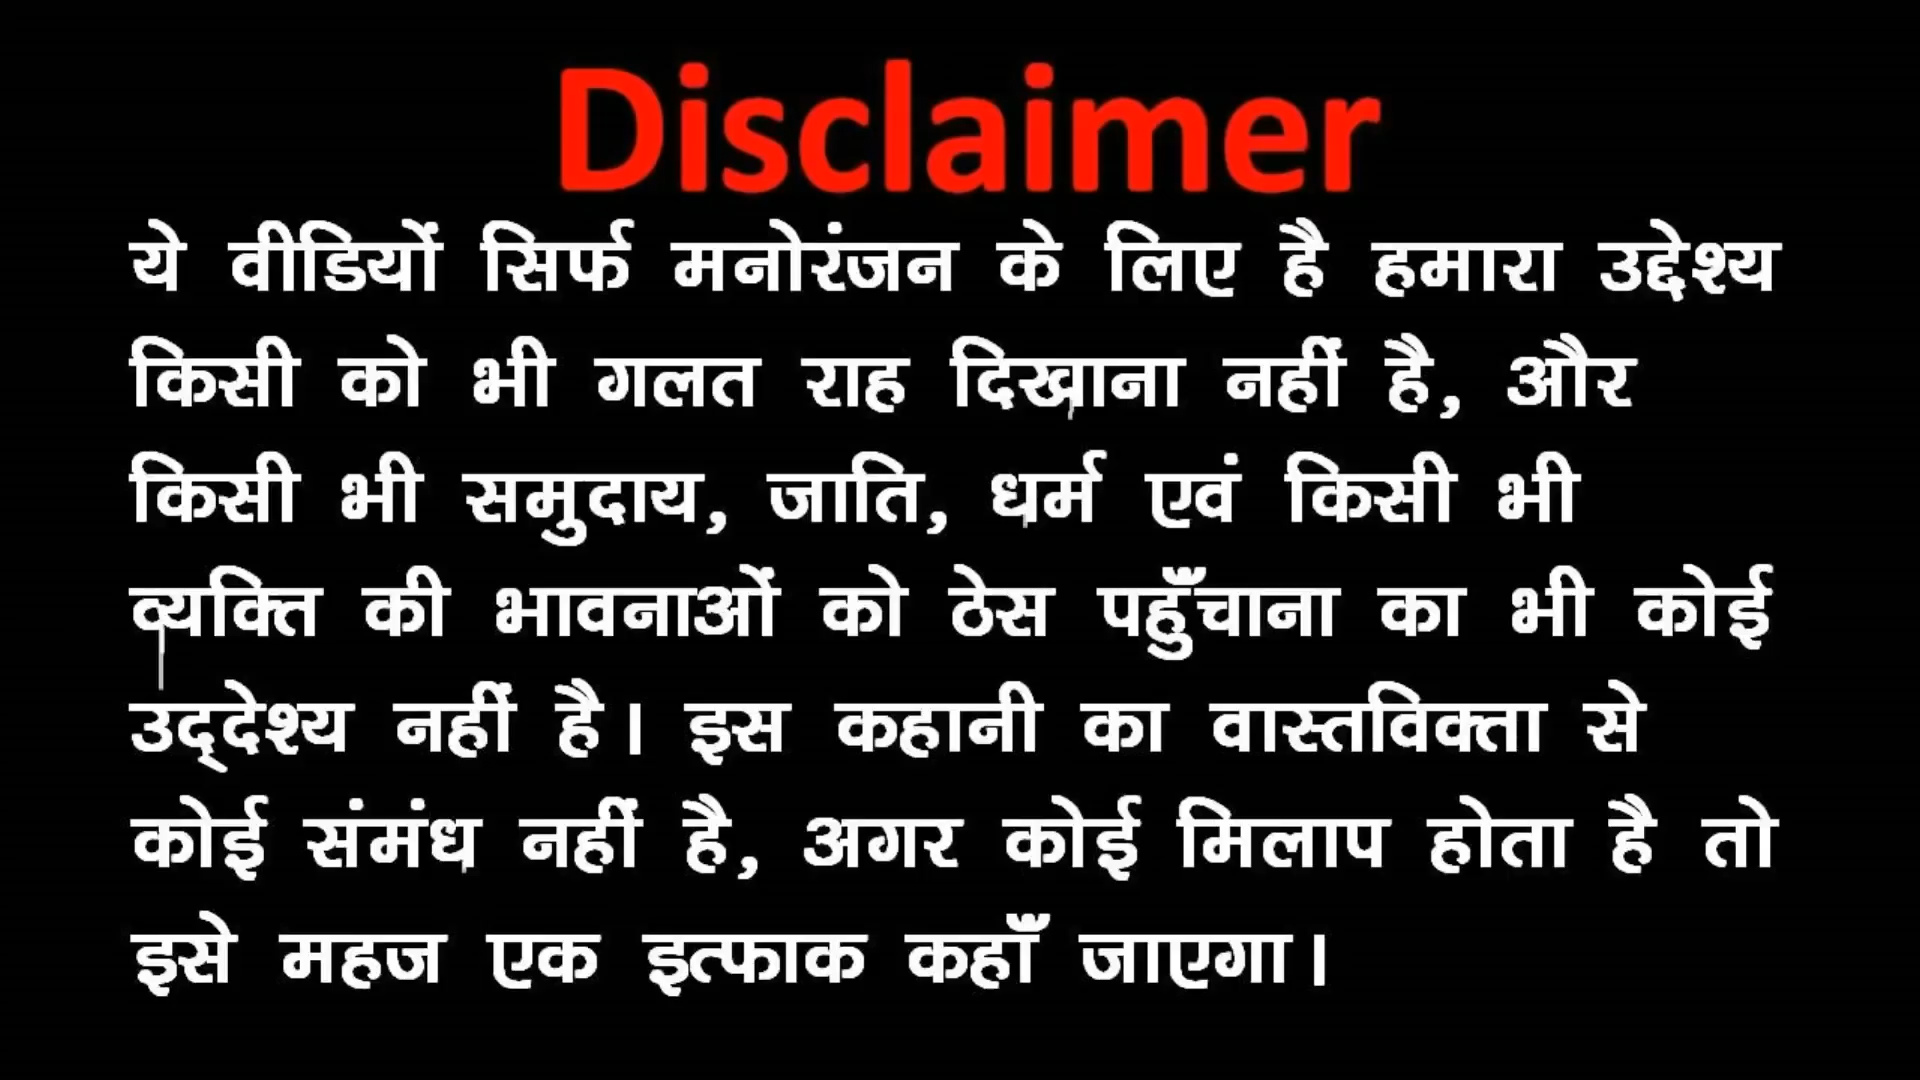 Disclaimer
ये वीडियों सिर्फ मनोरंजन के लिए है हमारा उद्देश्य
किसी को भी गलत राह दिखाना नहीं है, और
किसी भी समुदाय, जाति, धर्म एवं किसी भी
व्यक्ति की भावनाओं को ठेस पहुँचाना का भी कोई
उद्‌देश्य नहीं है। इस कहानी का वास्तविक्ता से
कोई संमंध नहीं है, अगर कोई मिलाप होता है तो
इसे महज एक इत्फाक कहाँ जाएगा।